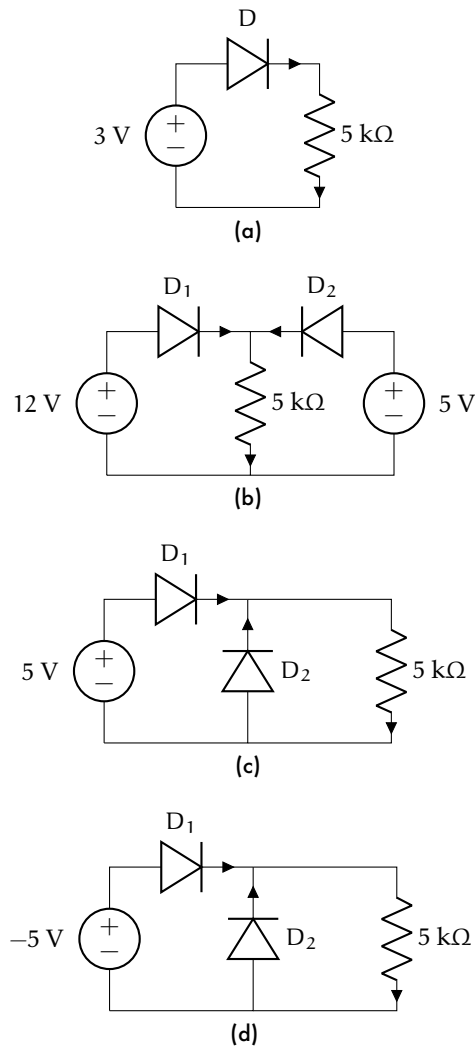 D
3 V
+
−
5 kΩ
(a)
D₁ D₂
12 V
+
−
5 kΩ
+
−
5 V
(b)
D₁
5 V
+
−
D₂
5 kΩ
(c)
D₁
−5 V
+
−
D₂
5 kΩ
(d)